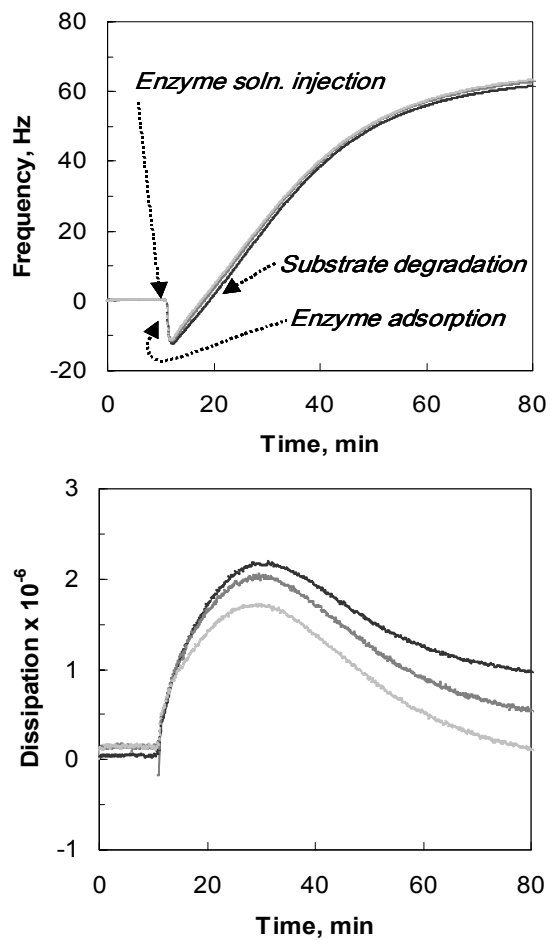 80
60
40
20
0
-20
Frequency, Hz
Enzyme soln. injection
Substrate degradation
Enzyme adsorption
0 20 40 60 80
Time, min
3
2
1
0
-1
Dissipation x 10-6
0 20 40 60 80
Time, min